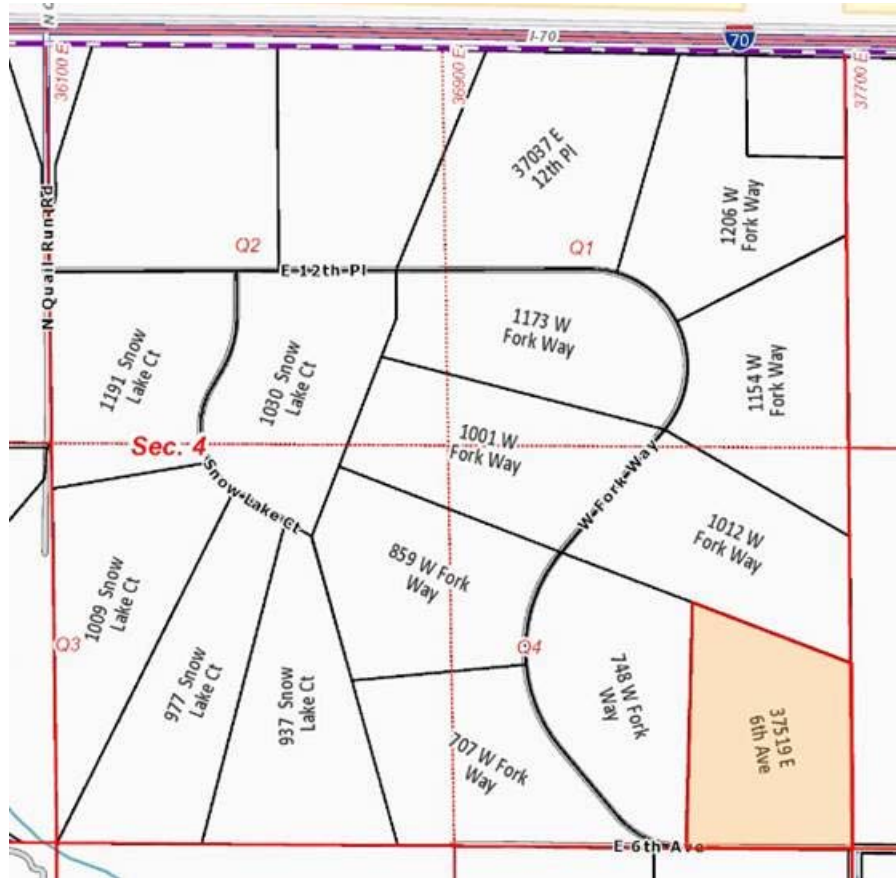 N C
I-70
70
36100 E
36900 E
37700 E
37037 E
12th Pl
1206 W
Fork Way
N Quail Run Rd
Q2
Q1
E 12th Pl
1191 Snow
Lake Ct
1030 Snow
Lake Ct
1173 W
Fork Way
1154 W
Fork Way
Sec. 4
1001 W
Fork Way
W Fork Way
Snow Lake Ct
1012 W
Fork Way
859 W Fork
Way
1009 Snow
Lake Ct
Q3
977 Snow
Lake Ct
937 Snow
Lake Ct
Q4
748 W Fork
Way
37519 E
6th Ave
707 W Fork
Way
E 6th Ave